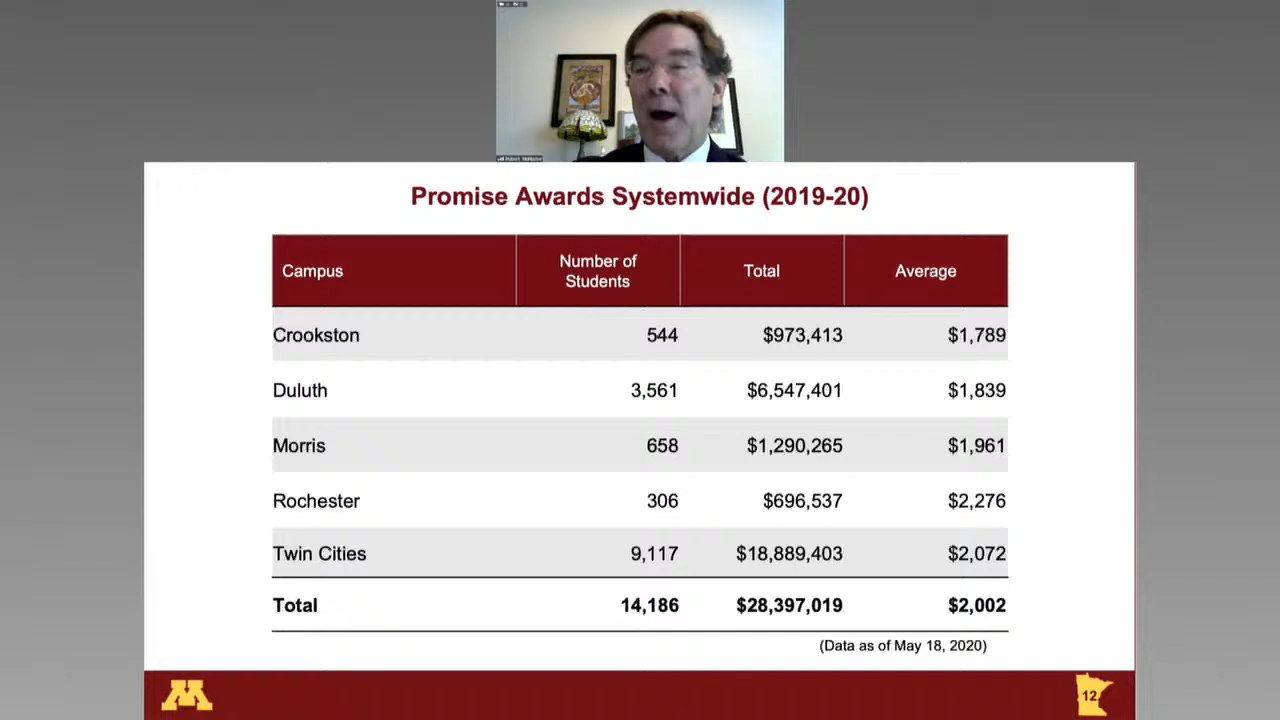 Robert McMaster
Promise Awards Systemwide (2019-20)
Campus Number of Students Total Average
Crookston 544 $973,413 $1,789
Duluth 3,561 $6,547,401 $1,839
Morris 658 $1,290,265 $1,961
Rochester 306 $696,537 $2,276
Twin Cities 9,117 $18,889,403 $2,072
Total 14,186 $28,397,019 $2,002
(Data as of May 18, 2020)
M 12